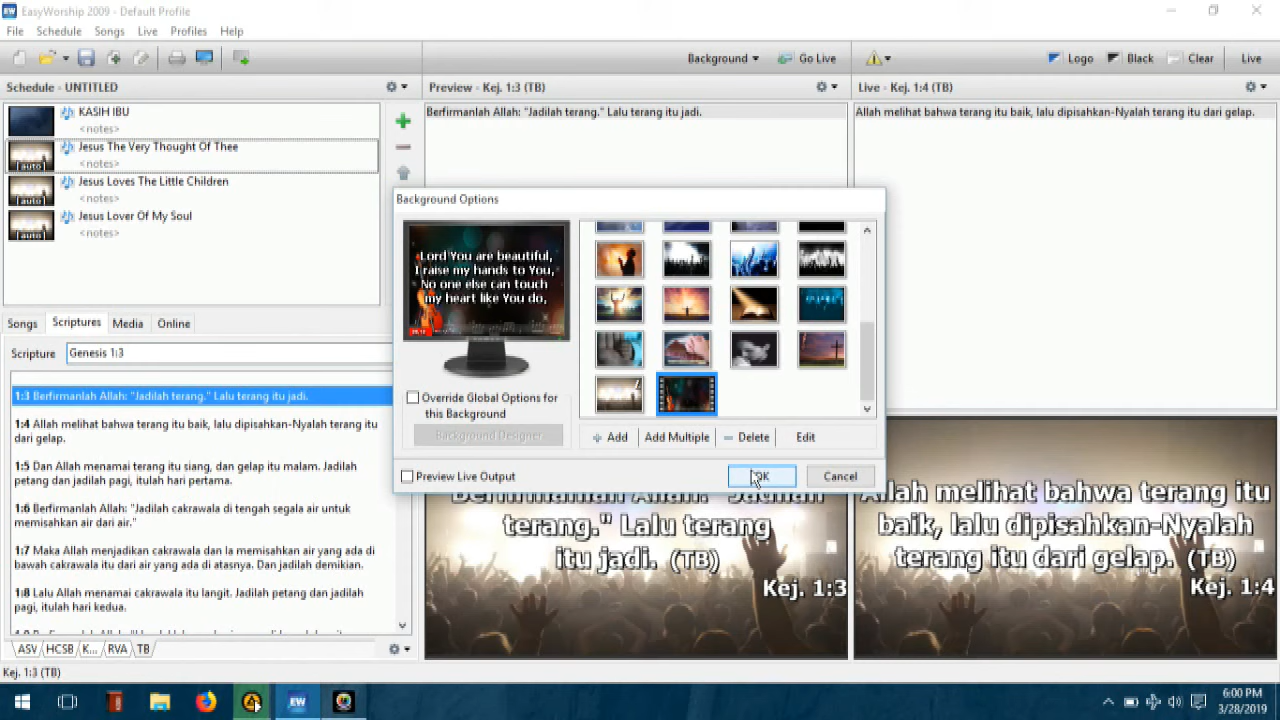 EasyWorship 2009 - Default Profile
File Schedule Songs Live Profiles Help
Background Go Live
Logo Black Clear Live
Schedule - UNTITLED
KASIH IBU
<notes>
Jesus The Very Thought Of Thee
[auto] <notes>
Jesus Loves The Little Children
[auto] <notes>
Jesus Lover Of My Soul
[auto] <notes>
Preview - Kej. 1:3 (TB)
Berfirmanlah Allah: "Jadilah terang." Lalu terang itu jadi.
Live - Kej. 1:4 (TB)
Allah melihat bahwa terang itu baik, lalu dipisahkan-Nyalah terang itu dari gelap.
Background Options
Lord You are beautiful,
I raise my hands to You,
No one else can touch
my heart like You do.
Override Global Options for
this Background
Background Designer
Add Add Multiple Delete Edit
Preview Live Output
OK Cancel
Songs Scriptures Media Online
Scripture Genesis 1:3
1:3 Berfirmanlah Allah: "Jadilah terang." Lalu terang itu jadi.
1:4 Allah melihat bahwa terang itu baik, lalu dipisahkan-Nyalah terang itu
dari gelap.
1:5 Dan Allah menamai terang itu siang, dan gelap itu malam. Jadilah
petang dan jadilah pagi, itulah hari pertama.
1:6 Berfirmanlah Allah: "Jadilah cakrawala di tengah segala air untuk
memisahkan air dari air."
1:7 Maka Allah menjadikan cakrawala dan Ia memisahkan air yang ada di
bawah cakrawala itu dari air yang ada di atasnya. Dan jadilah demikian.
1:8 Lalu Allah menamai cakrawala itu langit. Jadilah petang dan jadilah
pagi, itulah hari kedua.
ASV HCSB K... RVA TB
Kej. 1:3 (TB)
Berfirmanlah Allah: "Jadilah
terang." Lalu terang
itu jadi. (TB)
Kej. 1:3
Allah melihat bahwa terang itu
baik, lalu dipisahkan-Nyalah
terang itu dari gelap. (TB)
Kej. 1:4
EW
6:00 PM
3/28/2019